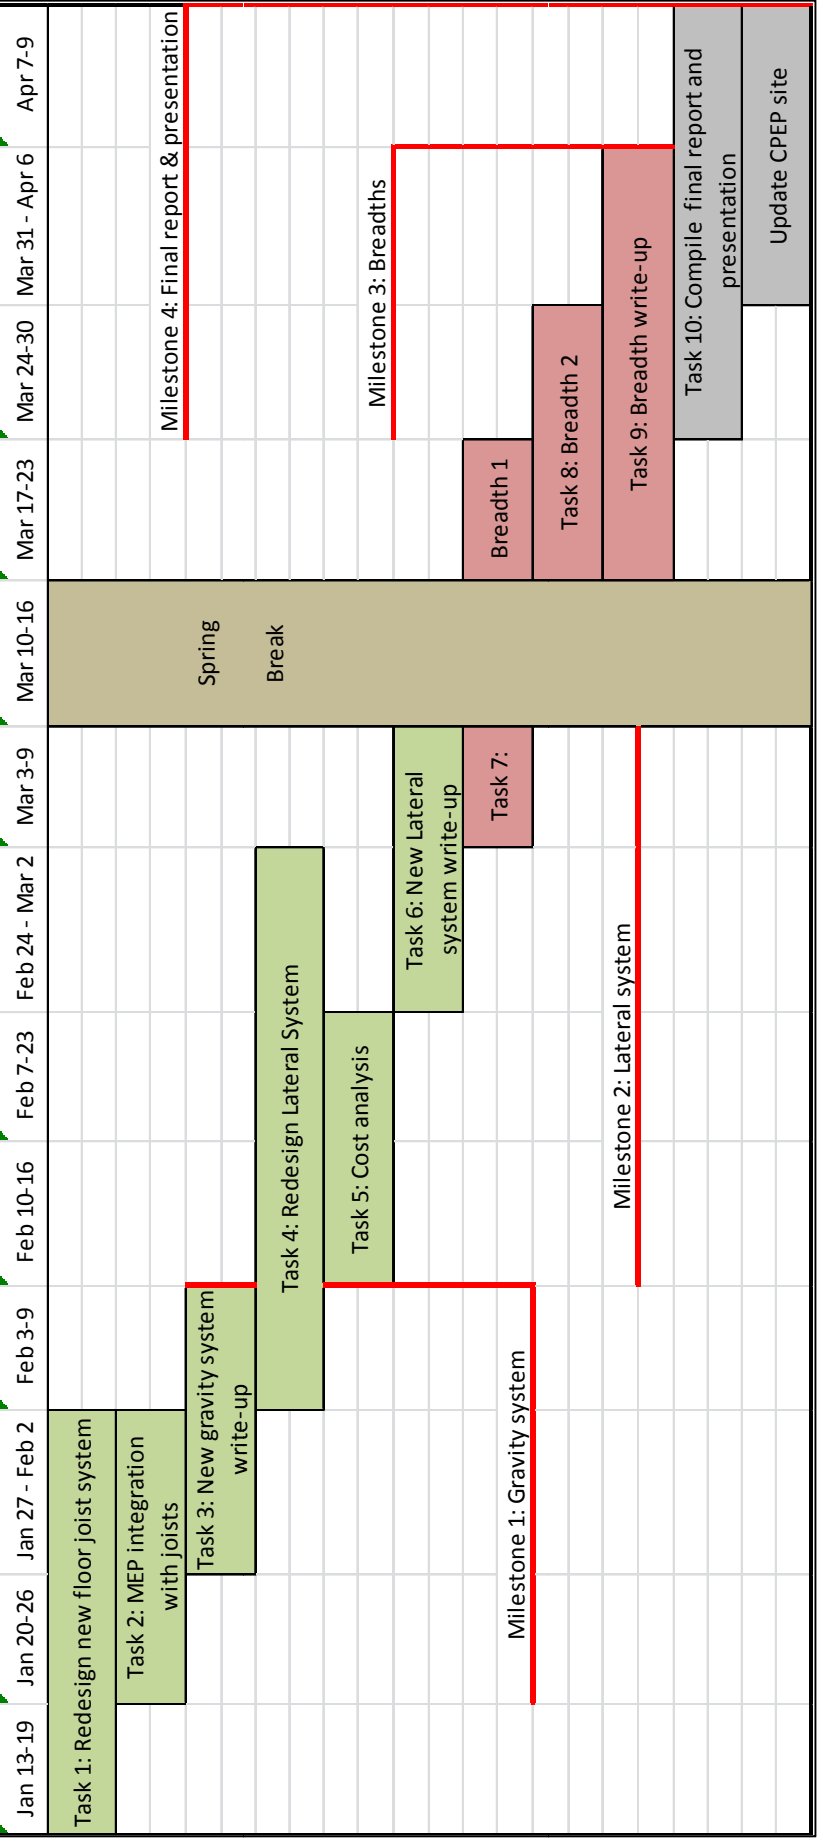 Jan 13-19
Jan 20-26
Jan 27 - Feb 2
Feb 3-9
Feb 10-16
Feb 7-23
Feb 24 - Mar 2
Mar 3-9
Mar 10-16
Mar 17-23
Mar 24-30
Mar 31 - Apr 6
Apr 7-9
Task 1: Redesign new floor joist system
Task 2: MEP integration
with joists
Milestone 4: Final report & presentation
Task 3: New gravity system
write-up
Spring
Task 4: Redesign Lateral System
Break
Task 5: Cost analysis
Milestone 3: Breadths
Task 6: New Lateral
system write-up
Task 7:
Breadth 1
Milestone 1: Gravity system
Task 8: Breadth 2
Milestone 2: Lateral system
Task 9: Breadth write-up
Task 10: Compile final report and
presentation
Update CPEP site